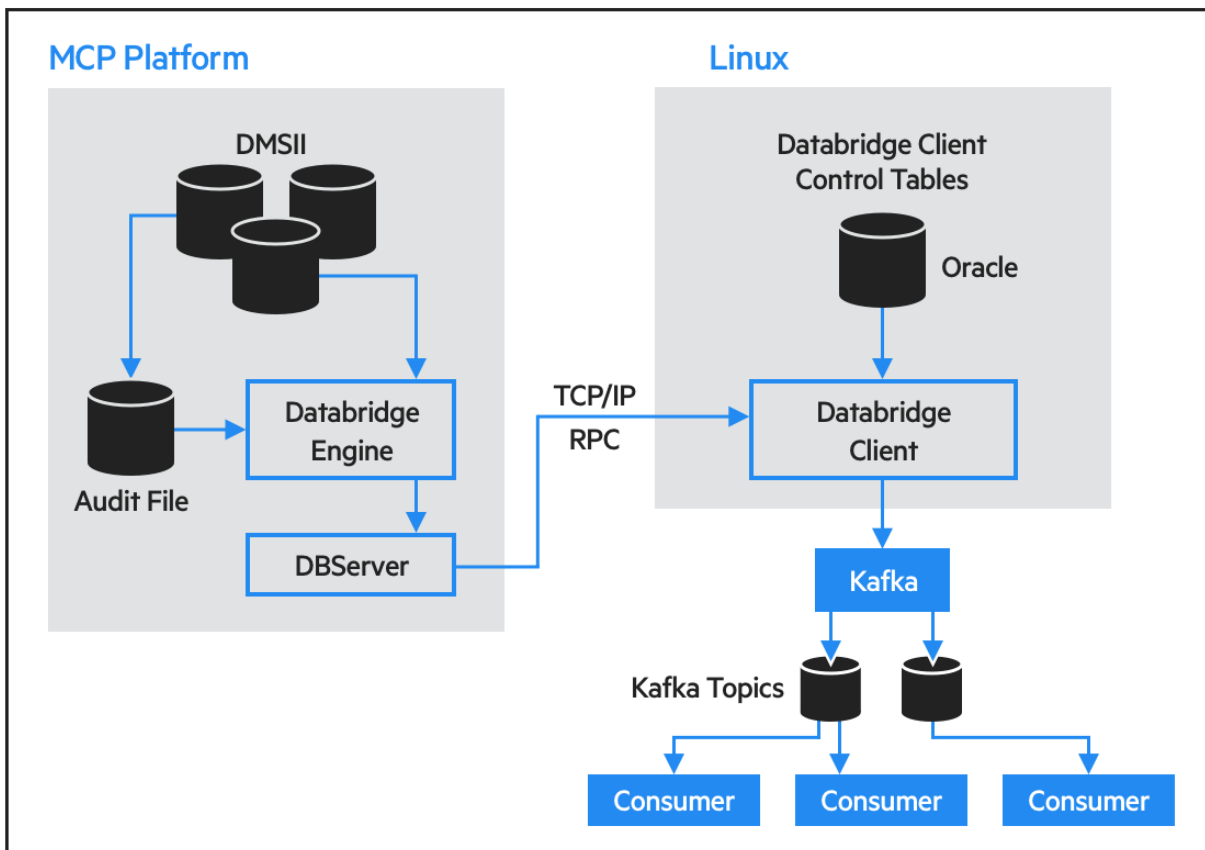 MCP Platform
DMSII
Databridge
Engine
Audit File
DBServer
TCP/IP
RPC
Linux
Databridge Client
Control Tables
Oracle
Databridge
Client
Kafka
Kafka Topics
Consumer
Consumer
Consumer